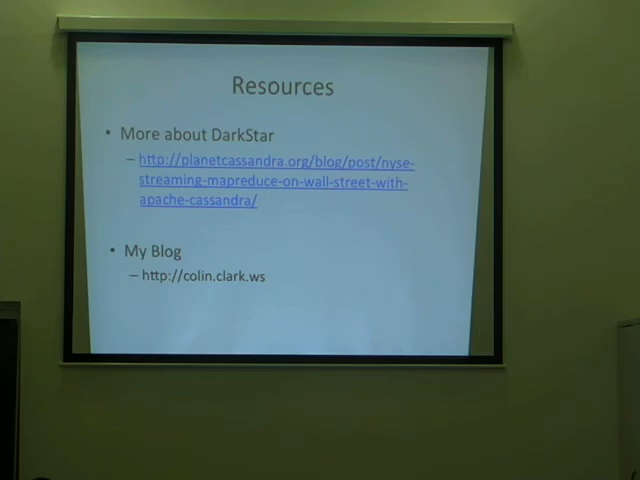 Resources
• More about DarkStar
– http://planetcassandra.org/blog/post/nyse-
streaming-mapreduce-on-wall-street-with-
apache-cassandra/
• My Blog
– http://colin.clark.ws